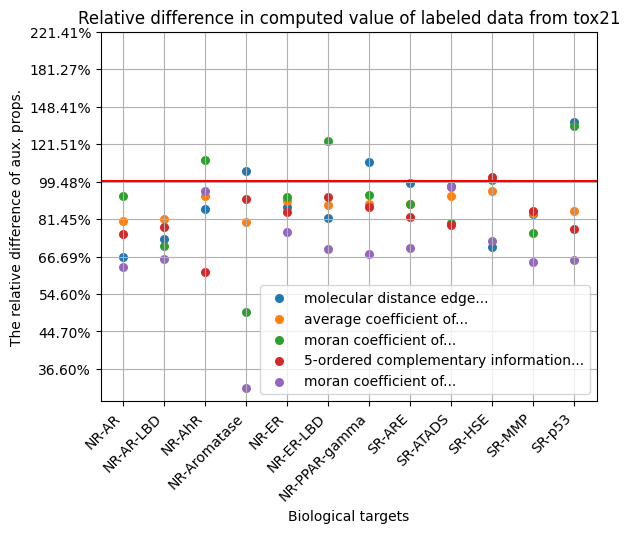 Relative difference in computed value of labeled data from tox21
The relative difference of aux. props.
221.41%
181.27%
148.41%
121.51%
99.48%
81.45%
66.69%
54.60%
44.70%
36.60%
molecular distance edge...
average coefficient of...
moran coefficient of...
5-ordered complementary information...
moran coefficient of...
NR-AR
NR-AR-LBD
NR-AhR
NR-Aromatase
NR-ER
NR-ER-LBD
NR-PPAR-gamma
SR-ARE
SR-ATADS
SR-HSE
SR-MMP
SR-p53
Biological targets